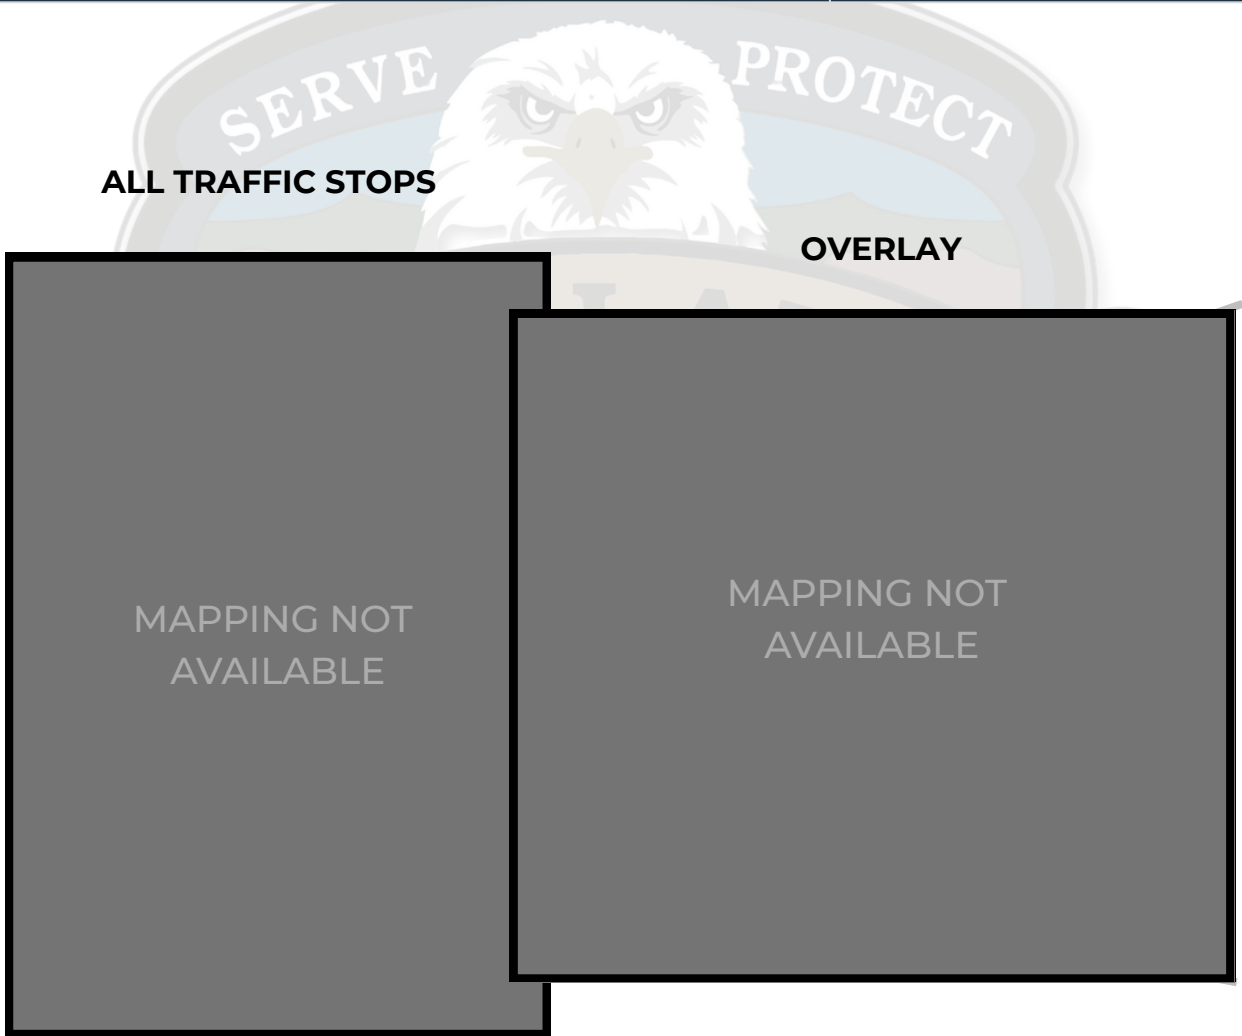 SERVE PROTECT
ALL TRAFFIC STOPS
OVERLAY
MAPPING NOT
AVAILABLE
MAPPING NOT
AVAILABLE